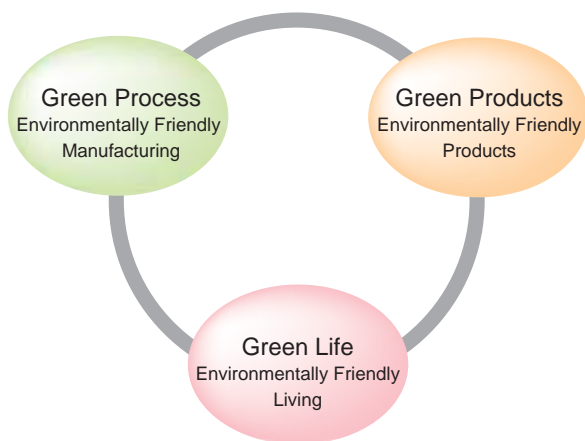 Green Process
Environmentally Friendly
Manufacturing
Green Products
Environmentally Friendly
Products
Green Life
Environmentally Friendly
Living